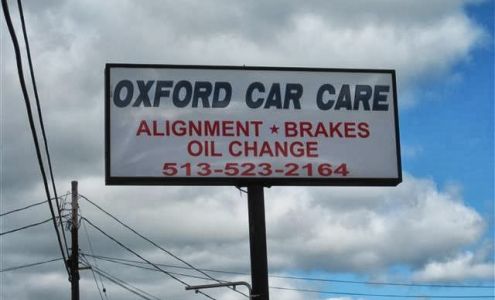 OXFORD CAR CARE
ALIGNMENT ★ BRAKES
OIL CHANGE
513-523-2164